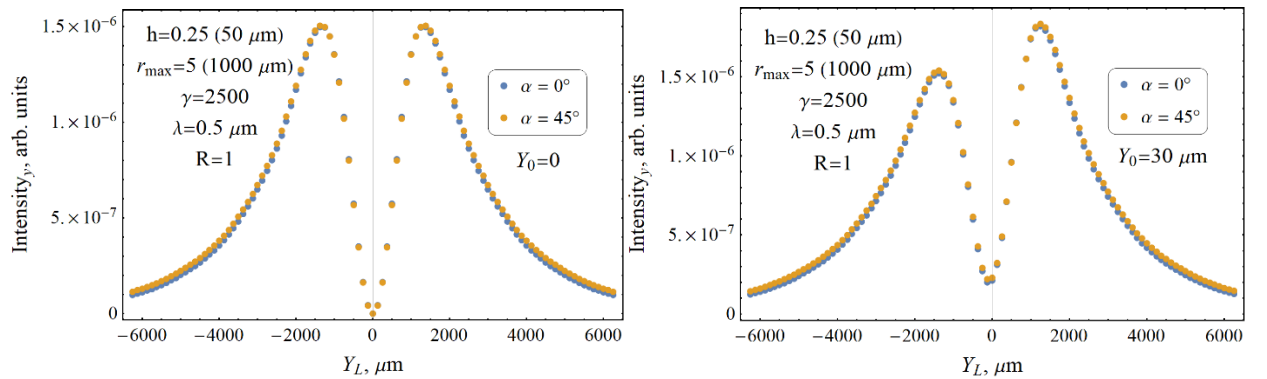 Intensity_y, arb. units
1.5×10⁻⁶
1.×10⁻⁶
5.×10⁻⁷
0
h=0.25 (50 μm)
r_max=5 (1000 μm)
γ=2500
λ=0.5 μm
R=1
α = 0°
α = 45°
Y₀=0
−6000 −4000 −2000 0 2000 4000 6000
Y_L, μm
Intensity_y, arb. units
1.5×10⁻⁶
1.×10⁻⁶
5.×10⁻⁷
0
h=0.25 (50 μm)
r_max=5 (1000 μm)
γ=2500
λ=0.5 μm
R=1
α = 0°
α = 45°
Y₀=30 μm
−6000 −4000 −2000 0 2000 4000 6000
Y_L, μm